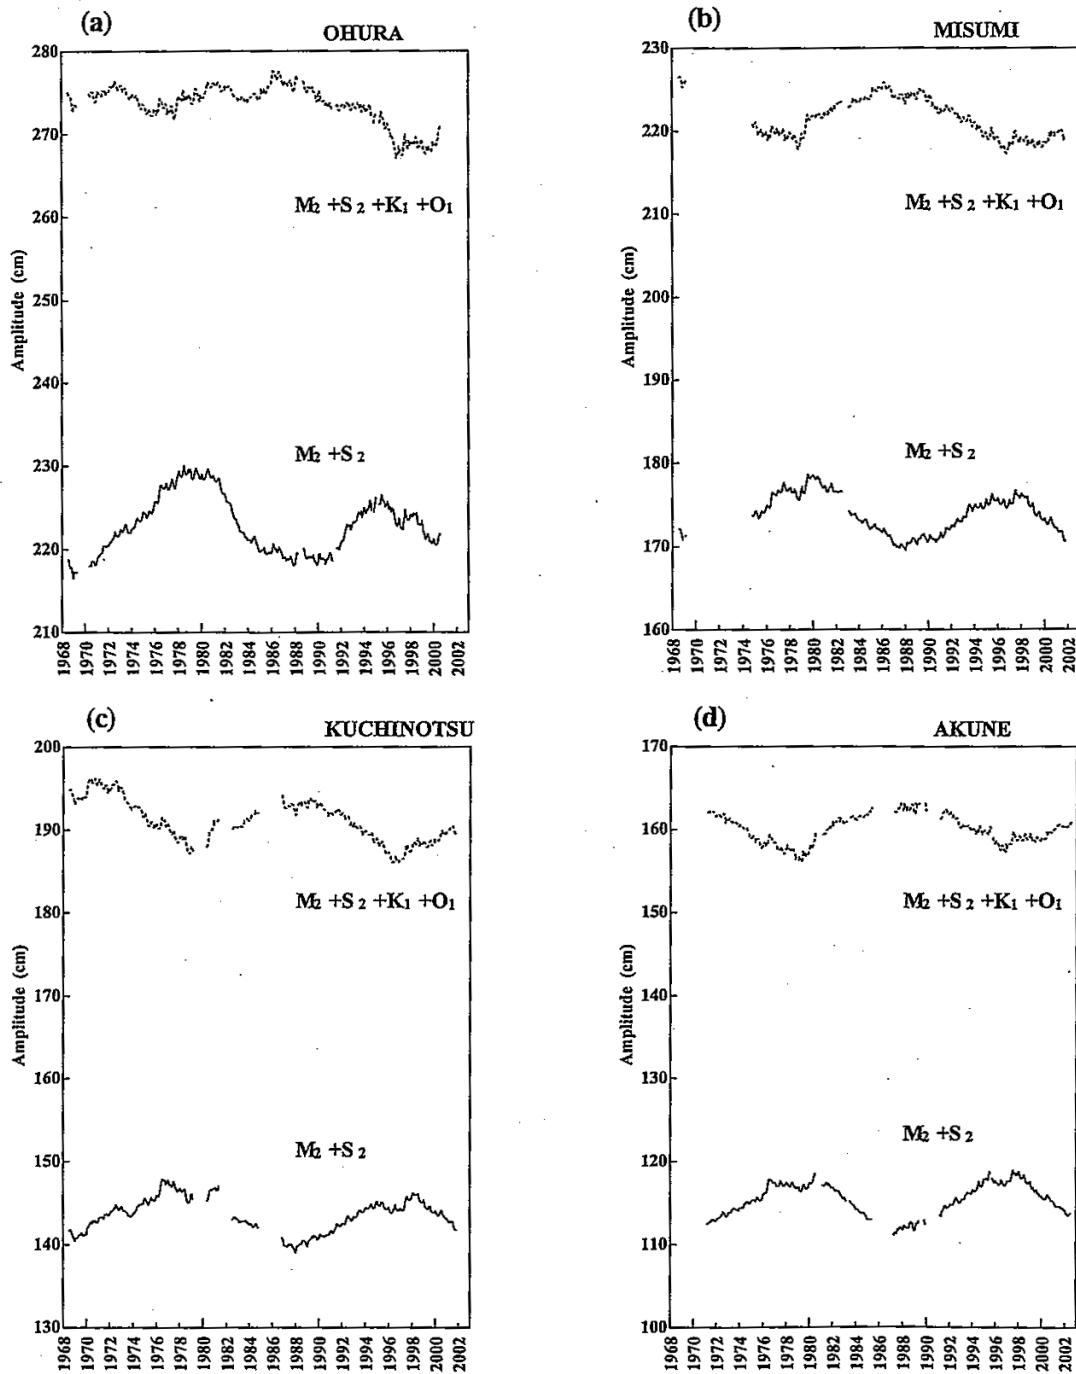 (a)
OHURA
280
270
260
250
240
230
220
210
Amplitude (cm)
M2 +S2 +K1 +O1
M2 +S2
1968 1970 1972 1974 1976 1978 1980 1982 1984 1986 1988 1990 1992 1994 1996 1998 2000 2002
(b)
MISUMI
230
220
210
200
190
180
170
160
Amplitude (cm)
M2 +S2 +K1 +O1
M2 +S2
1968 1970 1972 1974 1976 1978 1980 1982 1984 1986 1988 1990 1992 1994 1996 1998 2000 2002
(c)
KUCHINOTSU
200
190
180
170
160
150
140
130
Amplitude (cm)
M2 +S2 +K1 +O1
M2 +S2
1968 1970 1972 1974 1976 1978 1980 1982 1984 1986 1988 1990 1992 1994 1996 1998 2000 2002
(d)
AKUNE
170
160
150
140
130
120
110
100
Amplitude (cm)
M2 +S2 +K1 +O1
M2 +S2
1968 1970 1972 1974 1976 1978 1980 1982 1984 1986 1988 1990 1992 1994 1996 1998 2000 2002